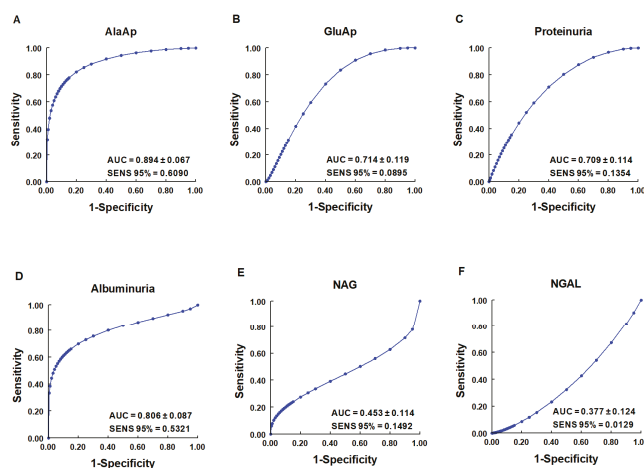 A
AlaAp
Sensitivity
1.00
0.80
0.60
0.40
0.20
0.00
0.00 0.20 0.40 0.60 0.80 1.00
1-Specificity
AUC = 0.894 ± 0.067
SENS 95% = 0.6090
B
GluAp
Sensitivity
1.00
0.80
0.60
0.40
0.20
0.00
0.00 0.20 0.40 0.60 0.80 1.00
1-Specificity
AUC = 0.714 ± 0.119
SENS 95% = 0.0895
C
Proteinuria
Sensitivity
1.00
0.80
0.60
0.40
0.20
0.00
0.00 0.20 0.40 0.60 0.80 1.00
1-Specificity
AUC = 0.709 ± 0.114
SENS 95% = 0.1354
D
Albuminuria
Sensitivity
1.00
0.80
0.60
0.40
0.20
0.00
0.00 0.20 0.40 0.60 0.80 1.00
1-Specificity
AUC = 0.806 ± 0.087
SENS 95% = 0.5321
E
NAG
Sensitivity
1.00
0.80
0.60
0.40
0.20
0.00
0.00 0.20 0.40 0.60 0.80 1.00
1-Specificity
AUC = 0.453 ± 0.114
SENS 95% = 0.1492
F
NGAL
Sensitivity
1.00
0.80
0.60
0.40
0.20
0.00
0.00 0.20 0.40 0.60 0.80 1.00
1-Specificity
AUC = 0.377 ± 0.124
SENS 95% = 0.0129